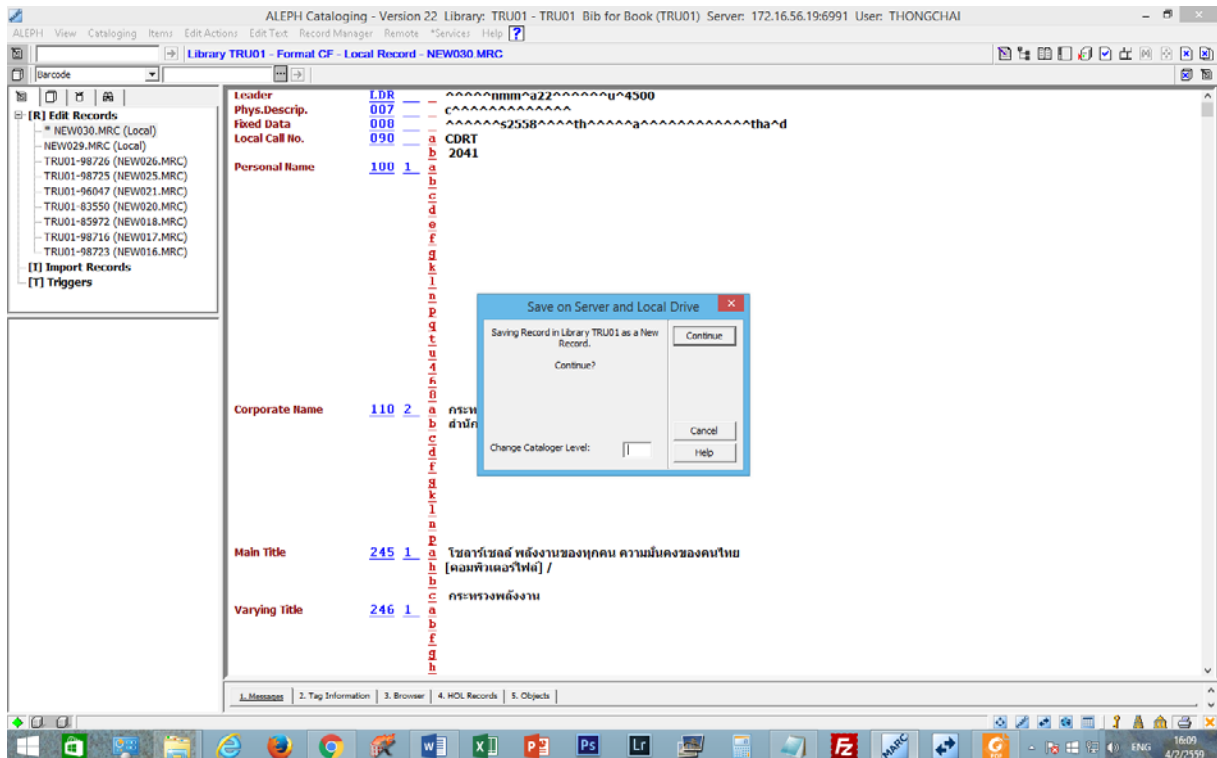 ALEPH Cataloging - Version 22 Library: TRU01 - TRU01 Bib for Book (TRU01) Server: 172.16.56.19:6991 User: THONGCHAI
ALEPH View Cataloging Items Edit Actions Edit Text Record Manager Remote *Services Help ?
Library TRU01 - Format CF - Local Record - NEW030.MRC
Barcode
[R] Edit Records
* NEW030.MRC (Local)
NEW029.MRC (Local)
TRU01-98726 (NEW026.MRC)
TRU01-98725 (NEW025.MRC)
TRU01-96047 (NEW021.MRC)
TRU01-83550 (NEW020.MRC)
TRU01-85972 (NEW018.MRC)
TRU01-98716 (NEW017.MRC)
TRU01-98723 (NEW016.MRC)
[I] Import Records
[T] Triggers
Leader LDR ^^^^^nmm^a22^^^^^^u^4500
Phys.Descrip. 007 c^^^^^^^^^^^^^
Fixed Data 008 ^^^^^^s2558^^^^th^^^^^a^^^^^^^^^^^^tha^d
Local Call No. 090 a CDRT
b 2041
Personal Name 100 1 a
b
c
d
e
f
g
k
l
n
p
q
t
u
4
6
8
Corporate Name 110 2 a
b
c
d
f
g
k
l
n
p
Main Title 245 1 a โซลาร์เซลล์ พลังงานของทุกคน ความมั่นคงของคนไทย
h [คอมพิวเตอร์ไฟล์] /
b
c กระทรวงพลังงาน
Varying Title 246 1 a
b
f
g
h
Save on Server and Local Drive
Saving Record in Library TRU01 as a New
Record.
Continue?
Continue
Cancel
Change Cataloger Level:
Help
1. Messages 2. Tag Information 3. Browser 4. HOL Records 5. Objects
Ps Lr Fz MARC
ENG 16:09
4/2/2559